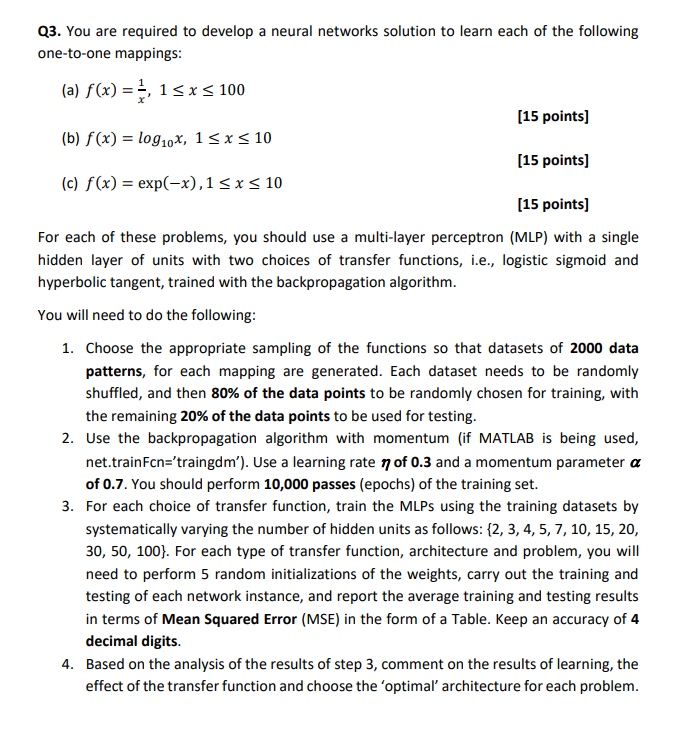 Q3. You are required to develop a neural networks solution to learn each of the following
one-to-one mappings:
(a) f(x) = 1/x, 1 ≤ x ≤ 100
[15 points]
(b) f(x) = log₁₀x, 1 ≤ x ≤ 10
[15 points]
(c) f(x) = exp(−x), 1 ≤ x ≤ 10
[15 points]
For each of these problems, you should use a multi-layer perceptron (MLP) with a single
hidden layer of units with two choices of transfer functions, i.e., logistic sigmoid and
hyperbolic tangent, trained with the backpropagation algorithm.
You will need to do the following:
1. Choose the appropriate sampling of the functions so that datasets of 2000 data
patterns, for each mapping are generated. Each dataset needs to be randomly
shuffled, and then 80% of the data points to be randomly chosen for training, with
the remaining 20% of the data points to be used for testing.
2. Use the backpropagation algorithm with momentum (if MATLAB is being used,
net.trainFcn='traingdm'). Use a learning rate η of 0.3 and a momentum parameter α
of 0.7. You should perform 10,000 passes (epochs) of the training set.
3. For each choice of transfer function, train the MLPs using the training datasets by
systematically varying the number of hidden units as follows: {2, 3, 4, 5, 7, 10, 15, 20,
30, 50, 100}. For each type of transfer function, architecture and problem, you will
need to perform 5 random initializations of the weights, carry out the training and
testing of each network instance, and report the average training and testing results
in terms of Mean Squared Error (MSE) in the form of a Table. Keep an accuracy of 4
decimal digits.
4. Based on the analysis of the results of step 3, comment on the results of learning, the
effect of the transfer function and choose the 'optimal' architecture for each problem.